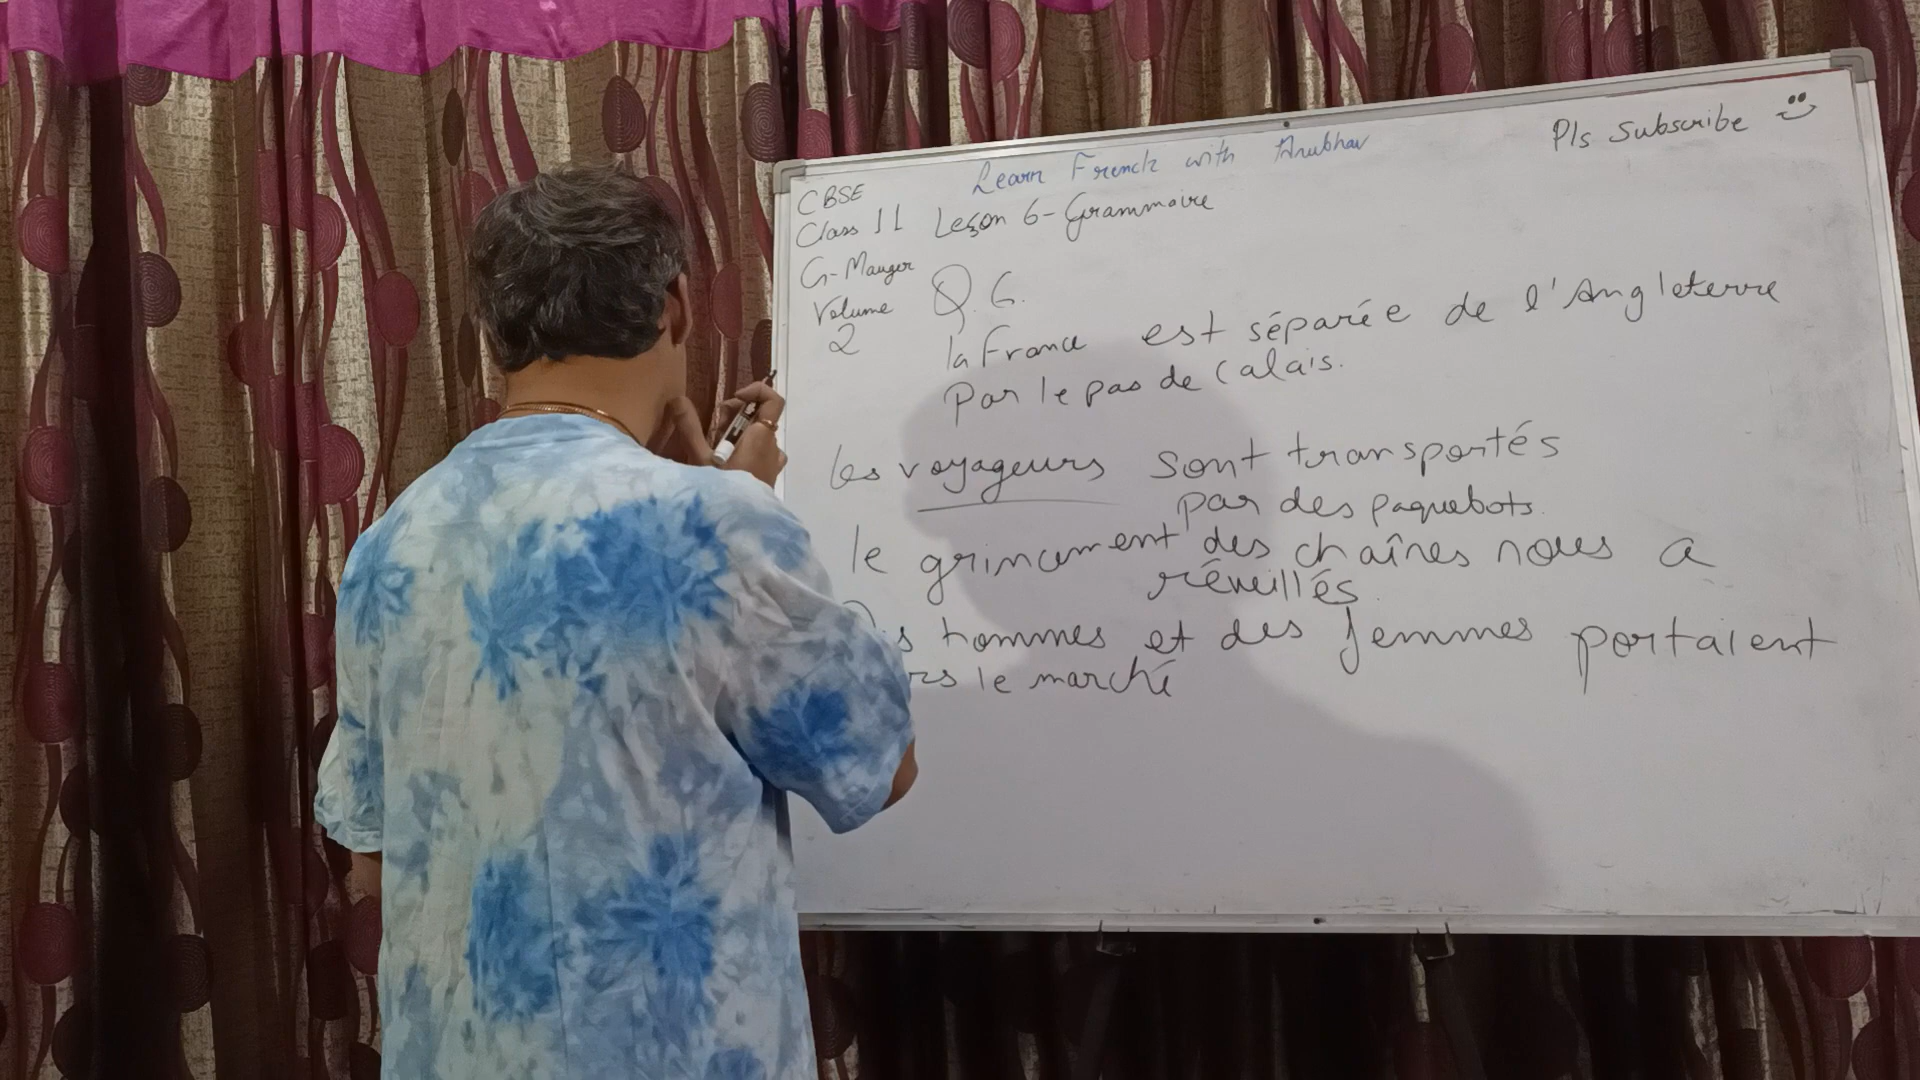 Learn French with Anubhav
Pls Subscribe
CBSE
Class 11 Leçon 6 - Grammaire
G-Mauger
Volume
2
Q. 6.
la France est séparée de l'Angleterre
Par le pas de Calais.
les voyageurs sont transportés
par des paquebots.
le grincement des chaînes nous a
réveillés.
hommes et des femmes portaient
le marché